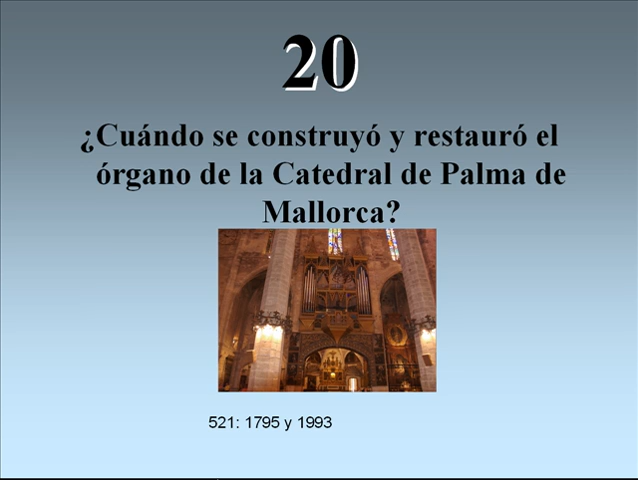 20
¿Cuándo se construyó y restauró el
órgano de la Catedral de Palma de
Mallorca?
521: 1795 y 1993